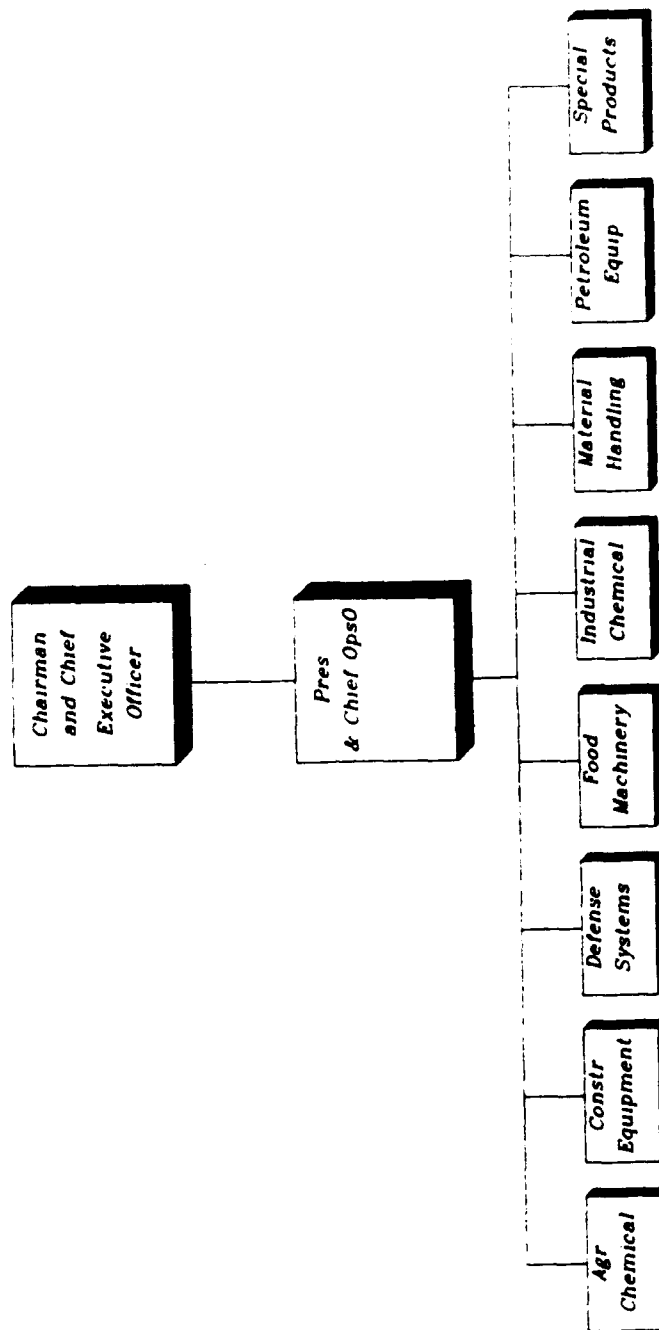 Chairman
and Chief
Executive
Officer
Pres
& Chief OpsO
Agr
Chemical
Constr
Equipment
Defense
Systems
Food
Machinery
Industrial
Chemical
Material
Handling
Petroleum
Equip
Special
Products